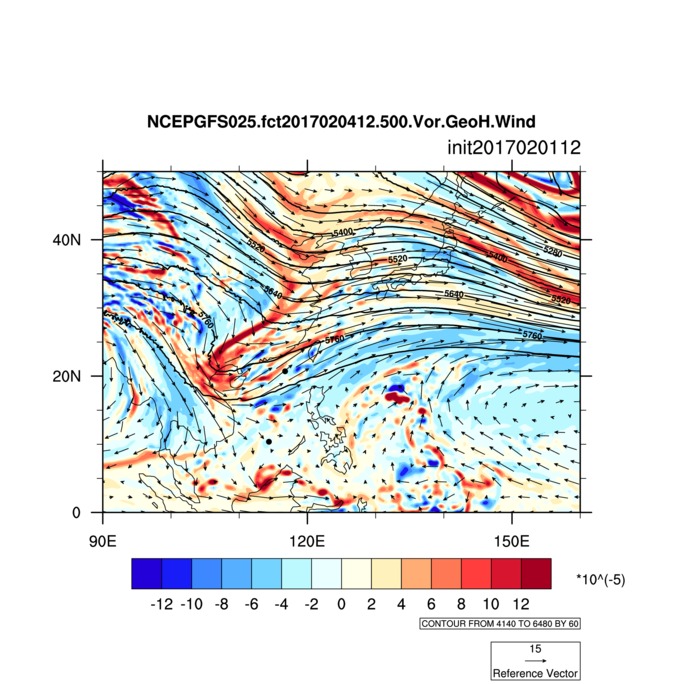 NCEPGFS025.fct2017020412.500.Vor.GeoH.Wind
init2017020112
40N
20N
0
90E
120E
150E
5400
5520
5520
5640
5760
5760
5640
5400
5280
5520
5760
-12 -10 -8 -6 -4 -2 0 2 4 6 8 10 12
*10^(-5)
CONTOUR FROM 4140 TO 6480 BY 60
15
Reference Vector